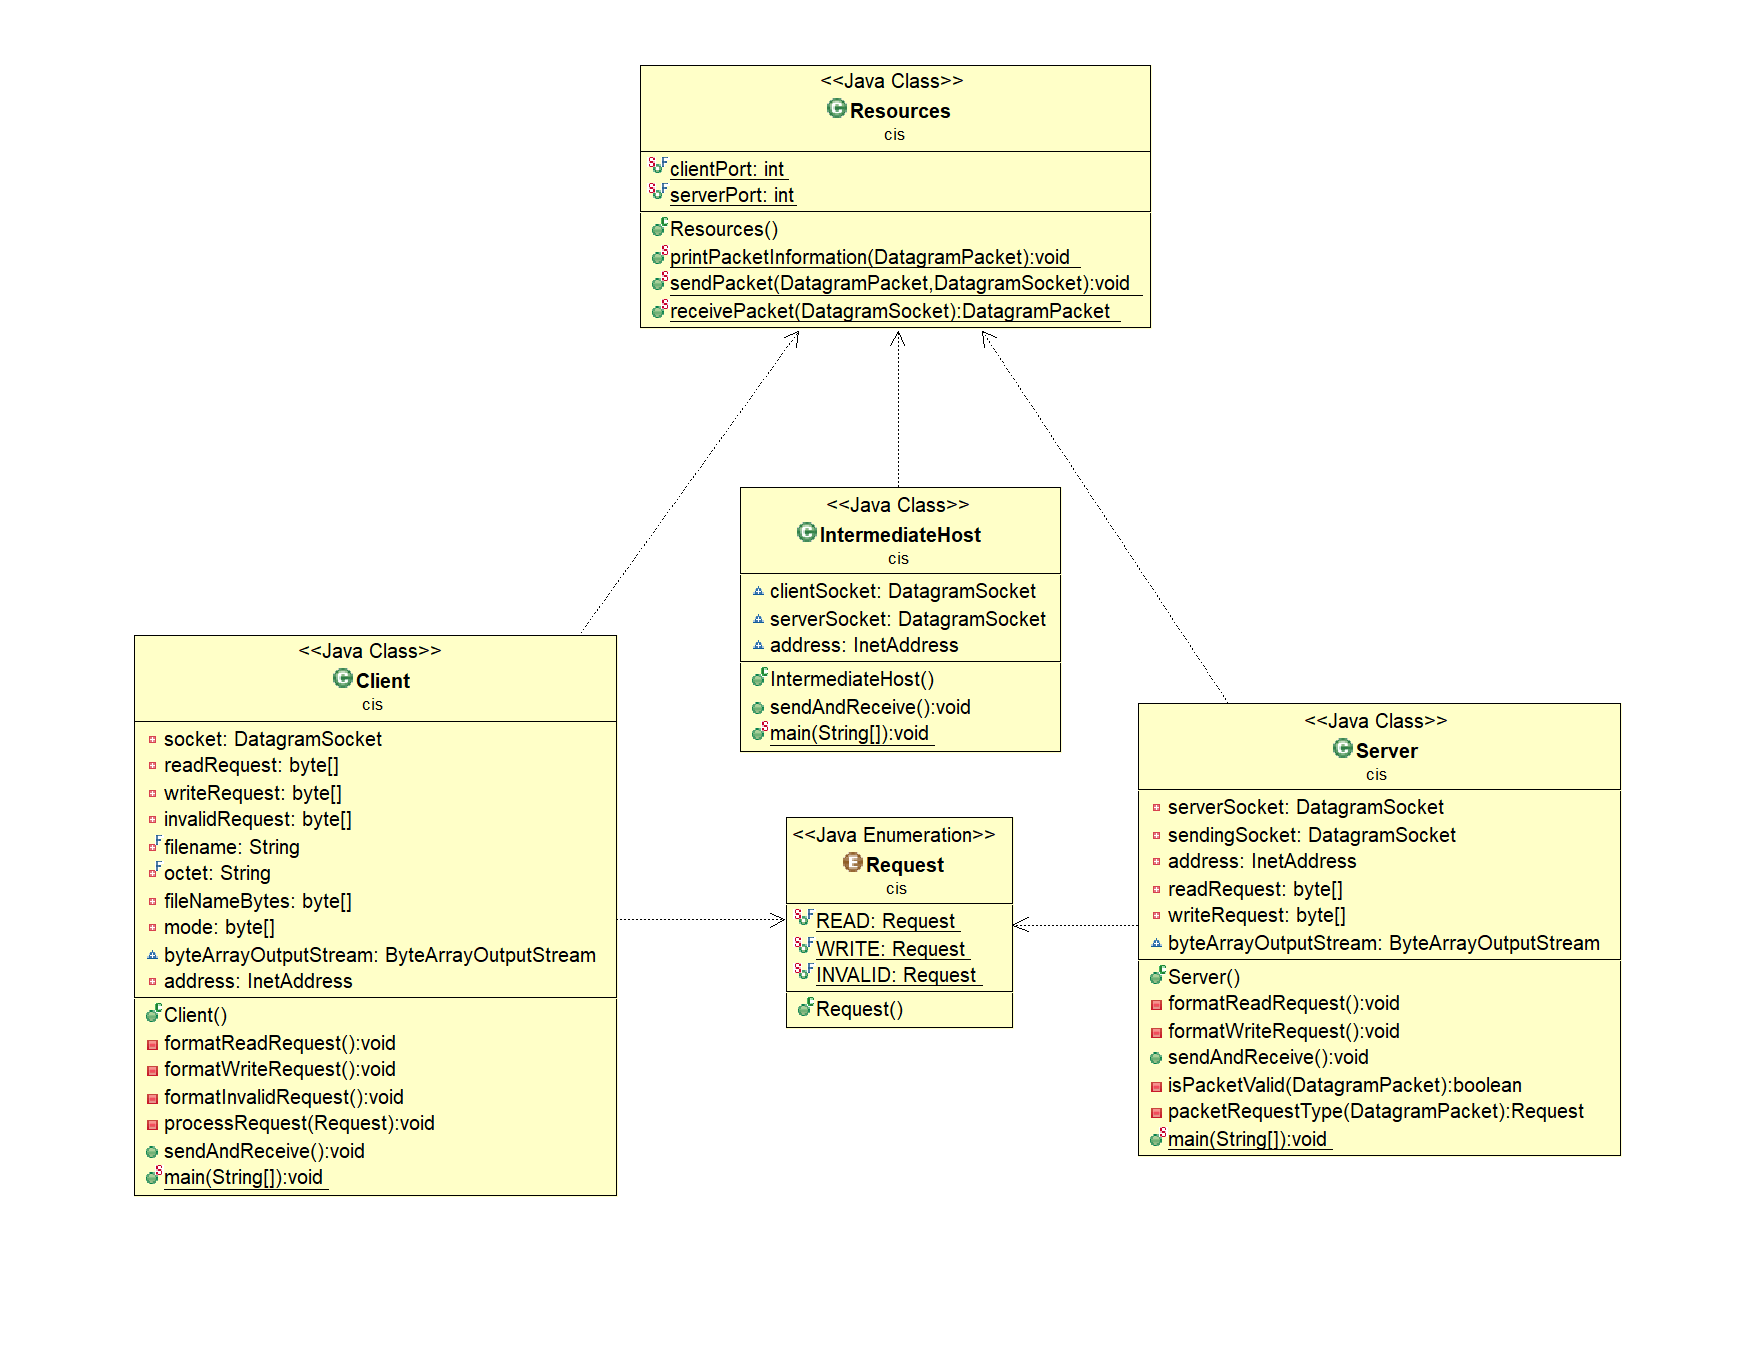 <<Java Class>>
Resources
cis
clientPort: int
serverPort: int
Resources()
printPacketInformation(DatagramPacket):void
sendPacket(DatagramPacket,DatagramSocket):void
receivePacket(DatagramSocket):DatagramPacket
<<Java Class>>
IntermediateHost
cis
clientSocket: DatagramSocket
serverSocket: DatagramSocket
address: InetAddress
IntermediateHost()
sendAndReceive():void
main(String[]):void
<<Java Class>>
Client
cis
socket: DatagramSocket
readRequest: byte[]
writeRequest: byte[]
invalidRequest: byte[]
filename: String
octet: String
fileNameBytes: byte[]
mode: byte[]
byteArrayOutputStream: ByteArrayOutputStream
address: InetAddress
Client()
formatReadRequest():void
formatWriteRequest():void
formatInvalidRequest():void
processRequest(Request):void
sendAndReceive():void
main(String[]):void
<<Java Enumeration>>
Request
cis
READ: Request
WRITE: Request
INVALID: Request
Request()
<<Java Class>>
Server
cis
serverSocket: DatagramSocket
sendingSocket: DatagramSocket
address: InetAddress
readRequest: byte[]
writeRequest: byte[]
byteArrayOutputStream: ByteArrayOutputStream
Server()
formatReadRequest():void
formatWriteRequest():void
sendAndReceive():void
isPacketValid(DatagramPacket):boolean
packetRequestType(DatagramPacket):Request
main(String[]):void